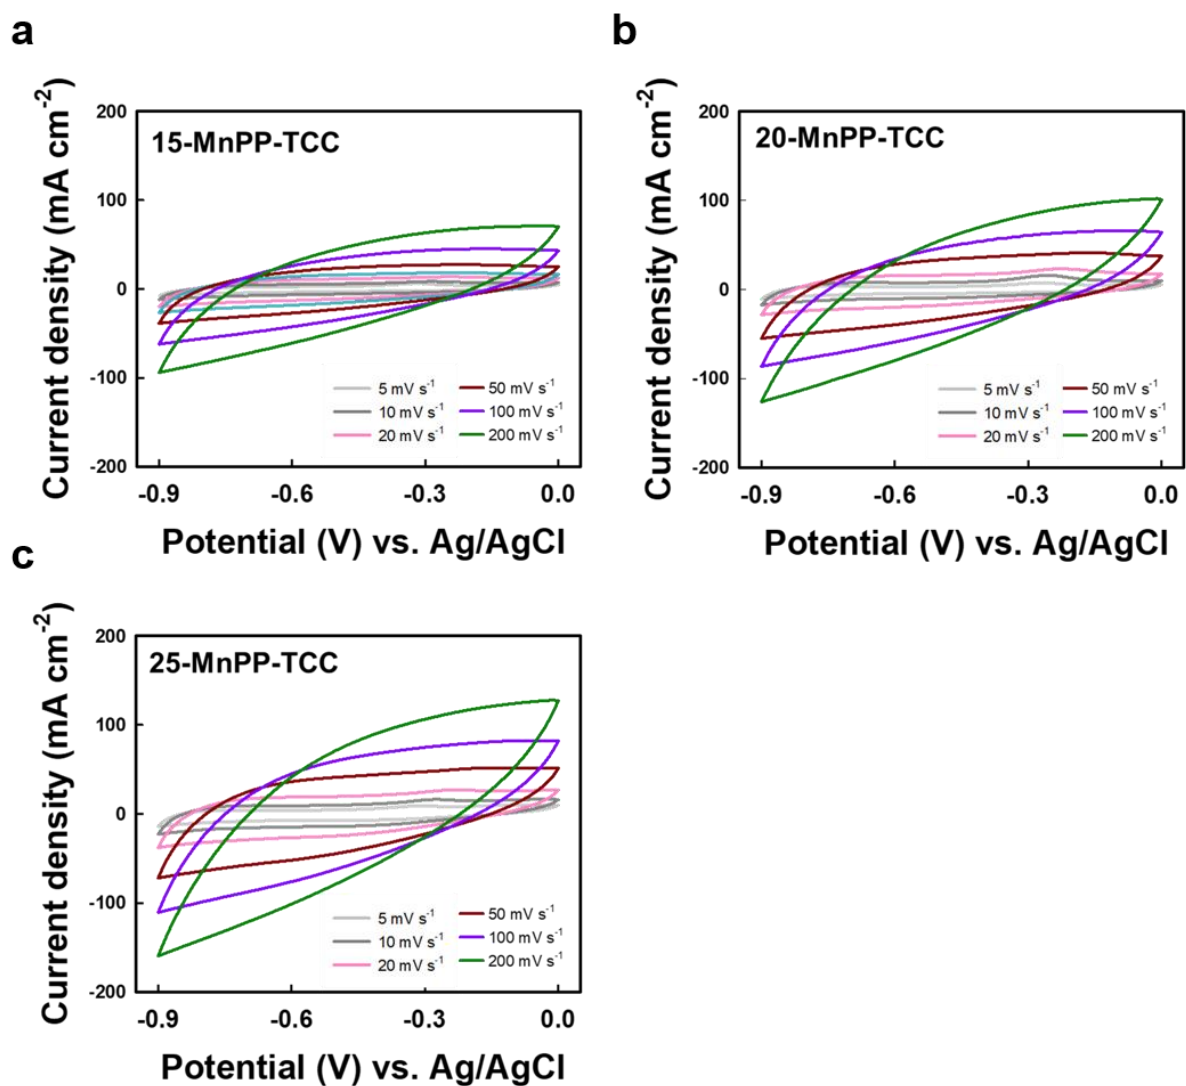 a
15-MnPP-TCC
Current density (mA cm⁻²)
200
100
0
-100
-200
5 mV s⁻¹ 50 mV s⁻¹
10 mV s⁻¹ 100 mV s⁻¹
20 mV s⁻¹ 200 mV s⁻¹
-0.9 -0.6 -0.3 0.0
Potential (V) vs. Ag/AgCl
b
20-MnPP-TCC
Current density (mA cm⁻²)
200
100
0
-100
-200
5 mV s⁻¹ 50 mV s⁻¹
10 mV s⁻¹ 100 mV s⁻¹
20 mV s⁻¹ 200 mV s⁻¹
-0.9 -0.6 -0.3 0.0
Potential (V) vs. Ag/AgCl
c
25-MnPP-TCC
Current density (mA cm⁻²)
200
100
0
-100
-200
5 mV s⁻¹ 50 mV s⁻¹
10 mV s⁻¹ 100 mV s⁻¹
20 mV s⁻¹ 200 mV s⁻¹
-0.9 -0.6 -0.3 0.0
Potential (V) vs. Ag/AgCl